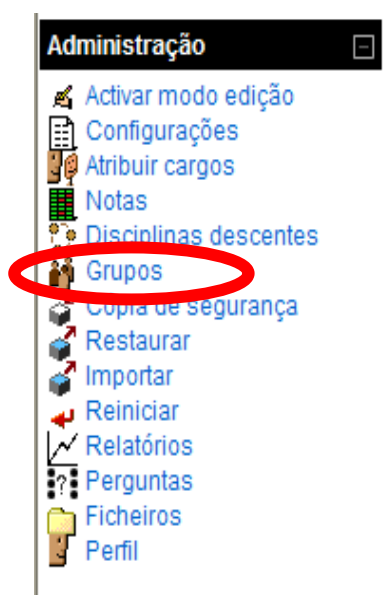 Administração
Activar modo edição
Configurações
Atribuir cargos
Notas
Disciplinas descentes
Grupos
Cópia de segurança
Restaurar
Importar
Reiniciar
Relatórios
Perguntas
Ficheiros
Perfil